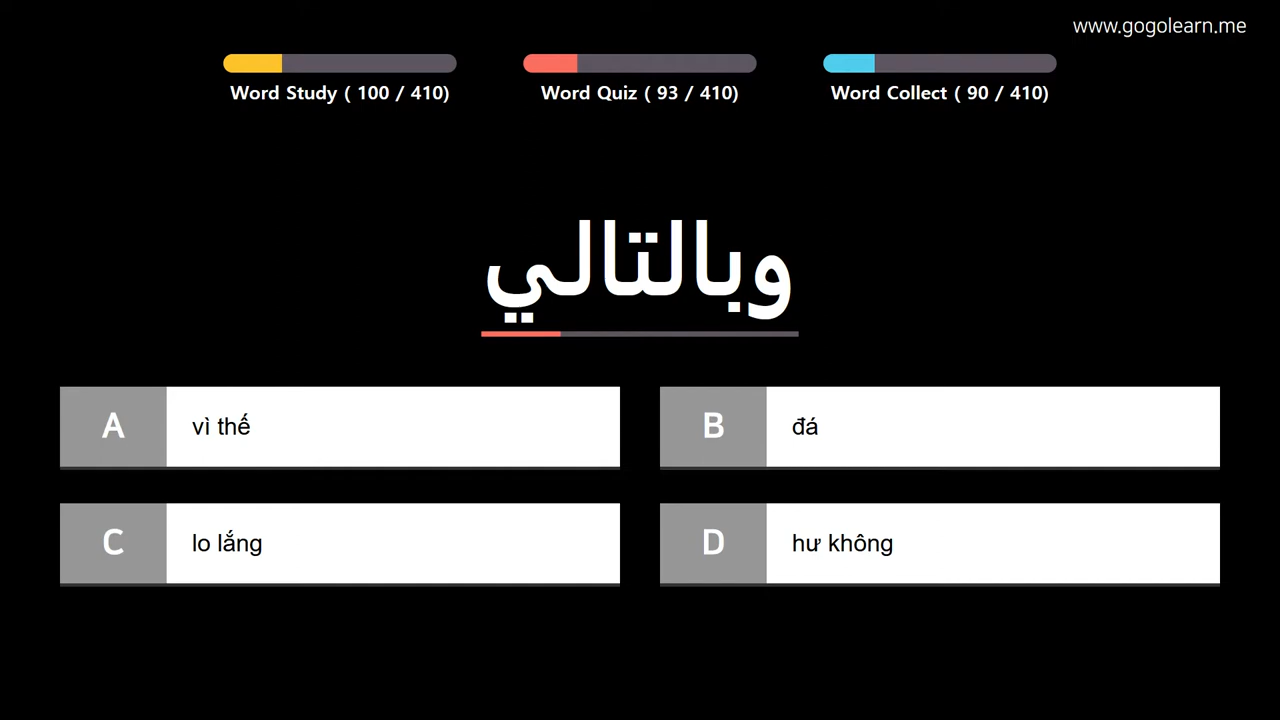 www.gogolearn.me
Word Study ( 100 / 410)
Word Quiz ( 93 / 410)
Word Collect ( 90 / 410)
وبالتالي
A vì thế
B đá
C lo lắng
D hư không